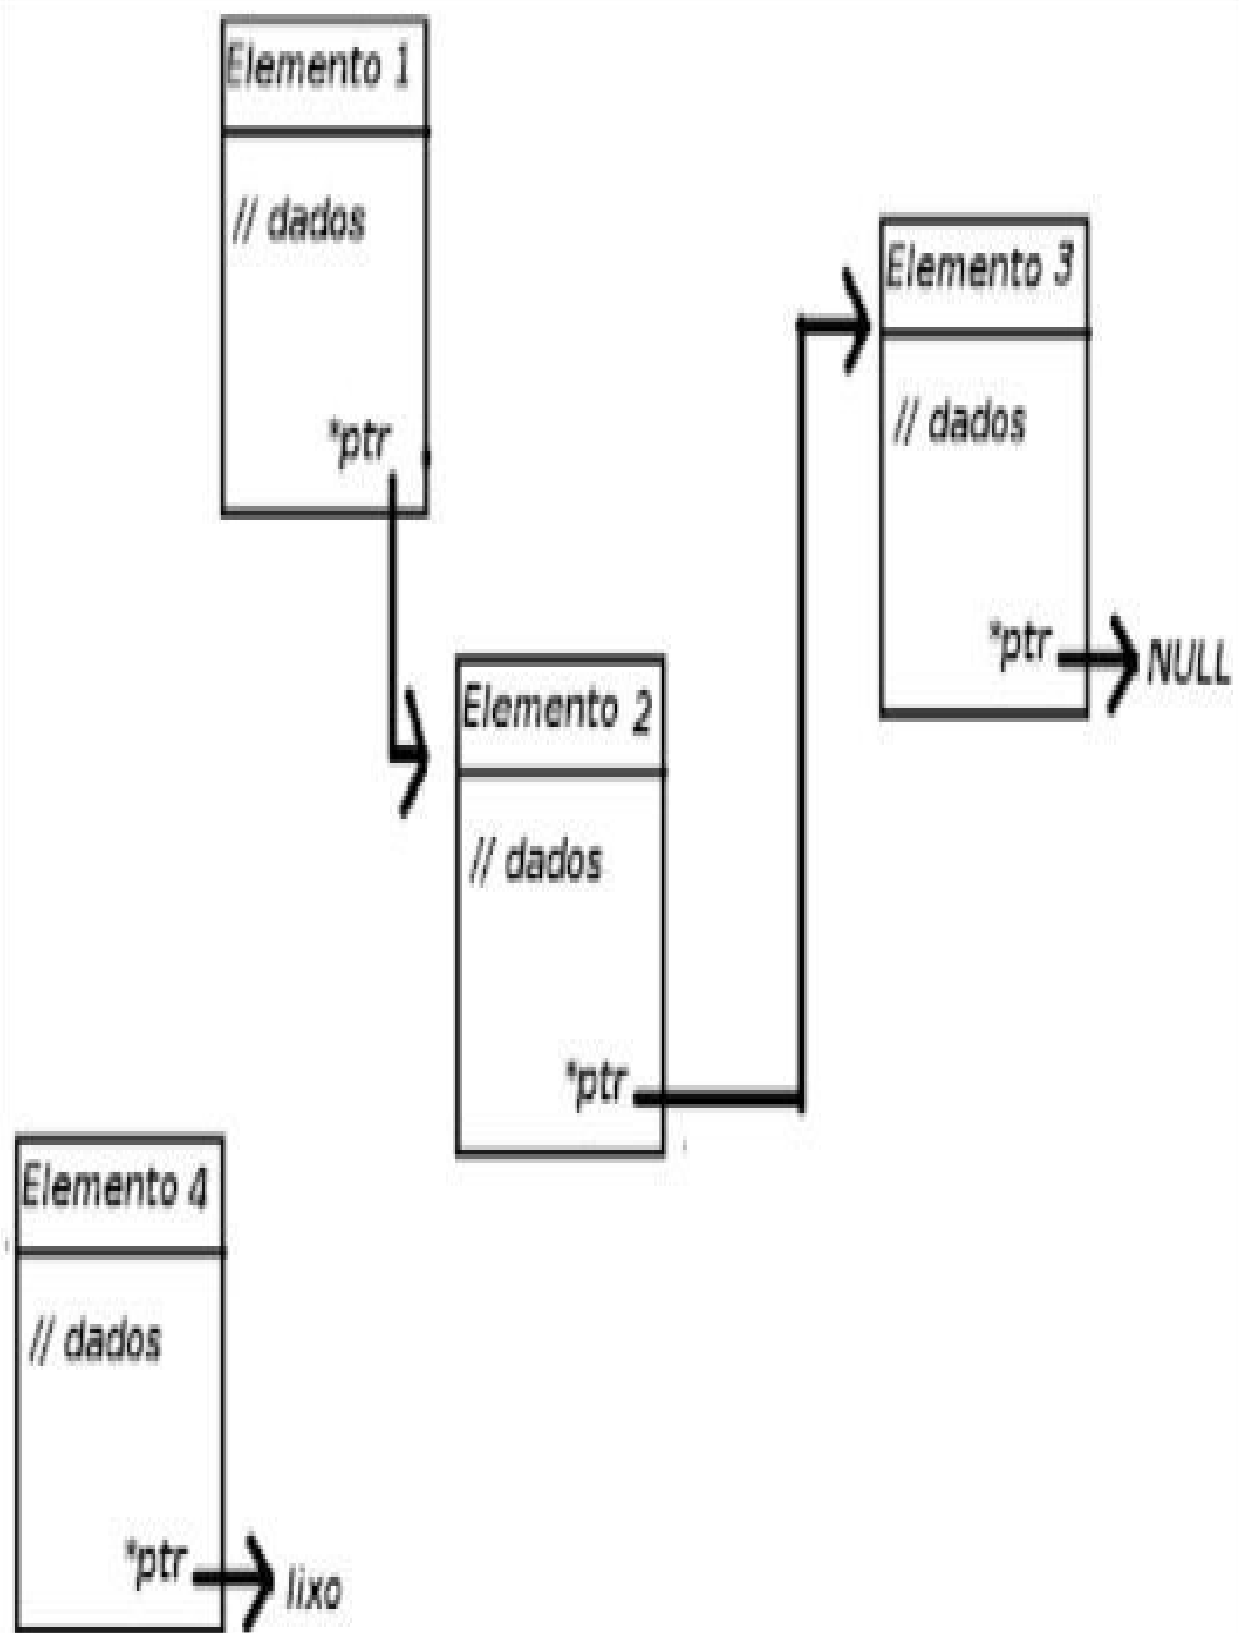 Elemento 1
// dados
*ptr
Elemento 2
// dados
*ptr
Elemento 3
// dados
*ptr
NULL
Elemento 4
// dados
*ptr
lixo